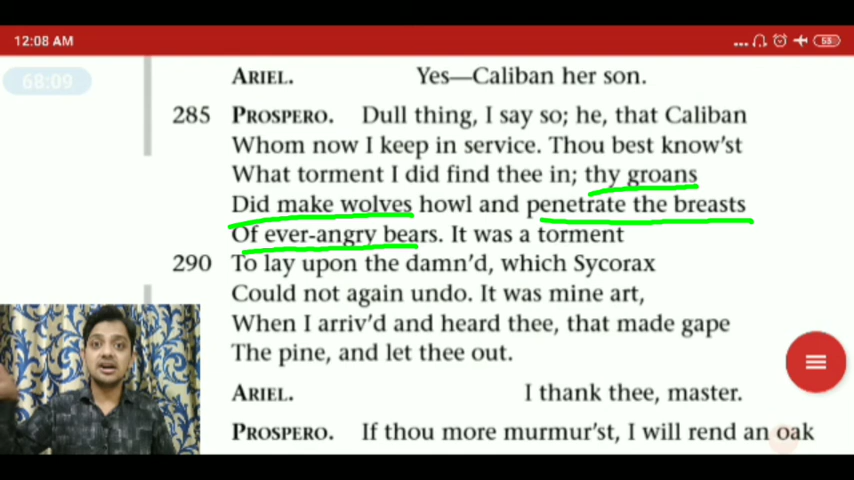 12:08 AM
53
68:09
ARIEL. Yes—Caliban her son.
285 PROSPERO. Dull thing, I say so; he, that Caliban
Whom now I keep in service. Thou best know'st
What torment I did find thee in; thy groans
Did make wolves howl and penetrate the breasts
Of ever-angry bears. It was a torment
290 To lay upon the damn'd, which Sycorax
Could not again undo. It was mine art,
When I arriv'd and heard thee, that made gape
The pine, and let thee out.
ARIEL. I thank thee, master.
PROSPERO. If thou more murmur'st, I will rend an oak